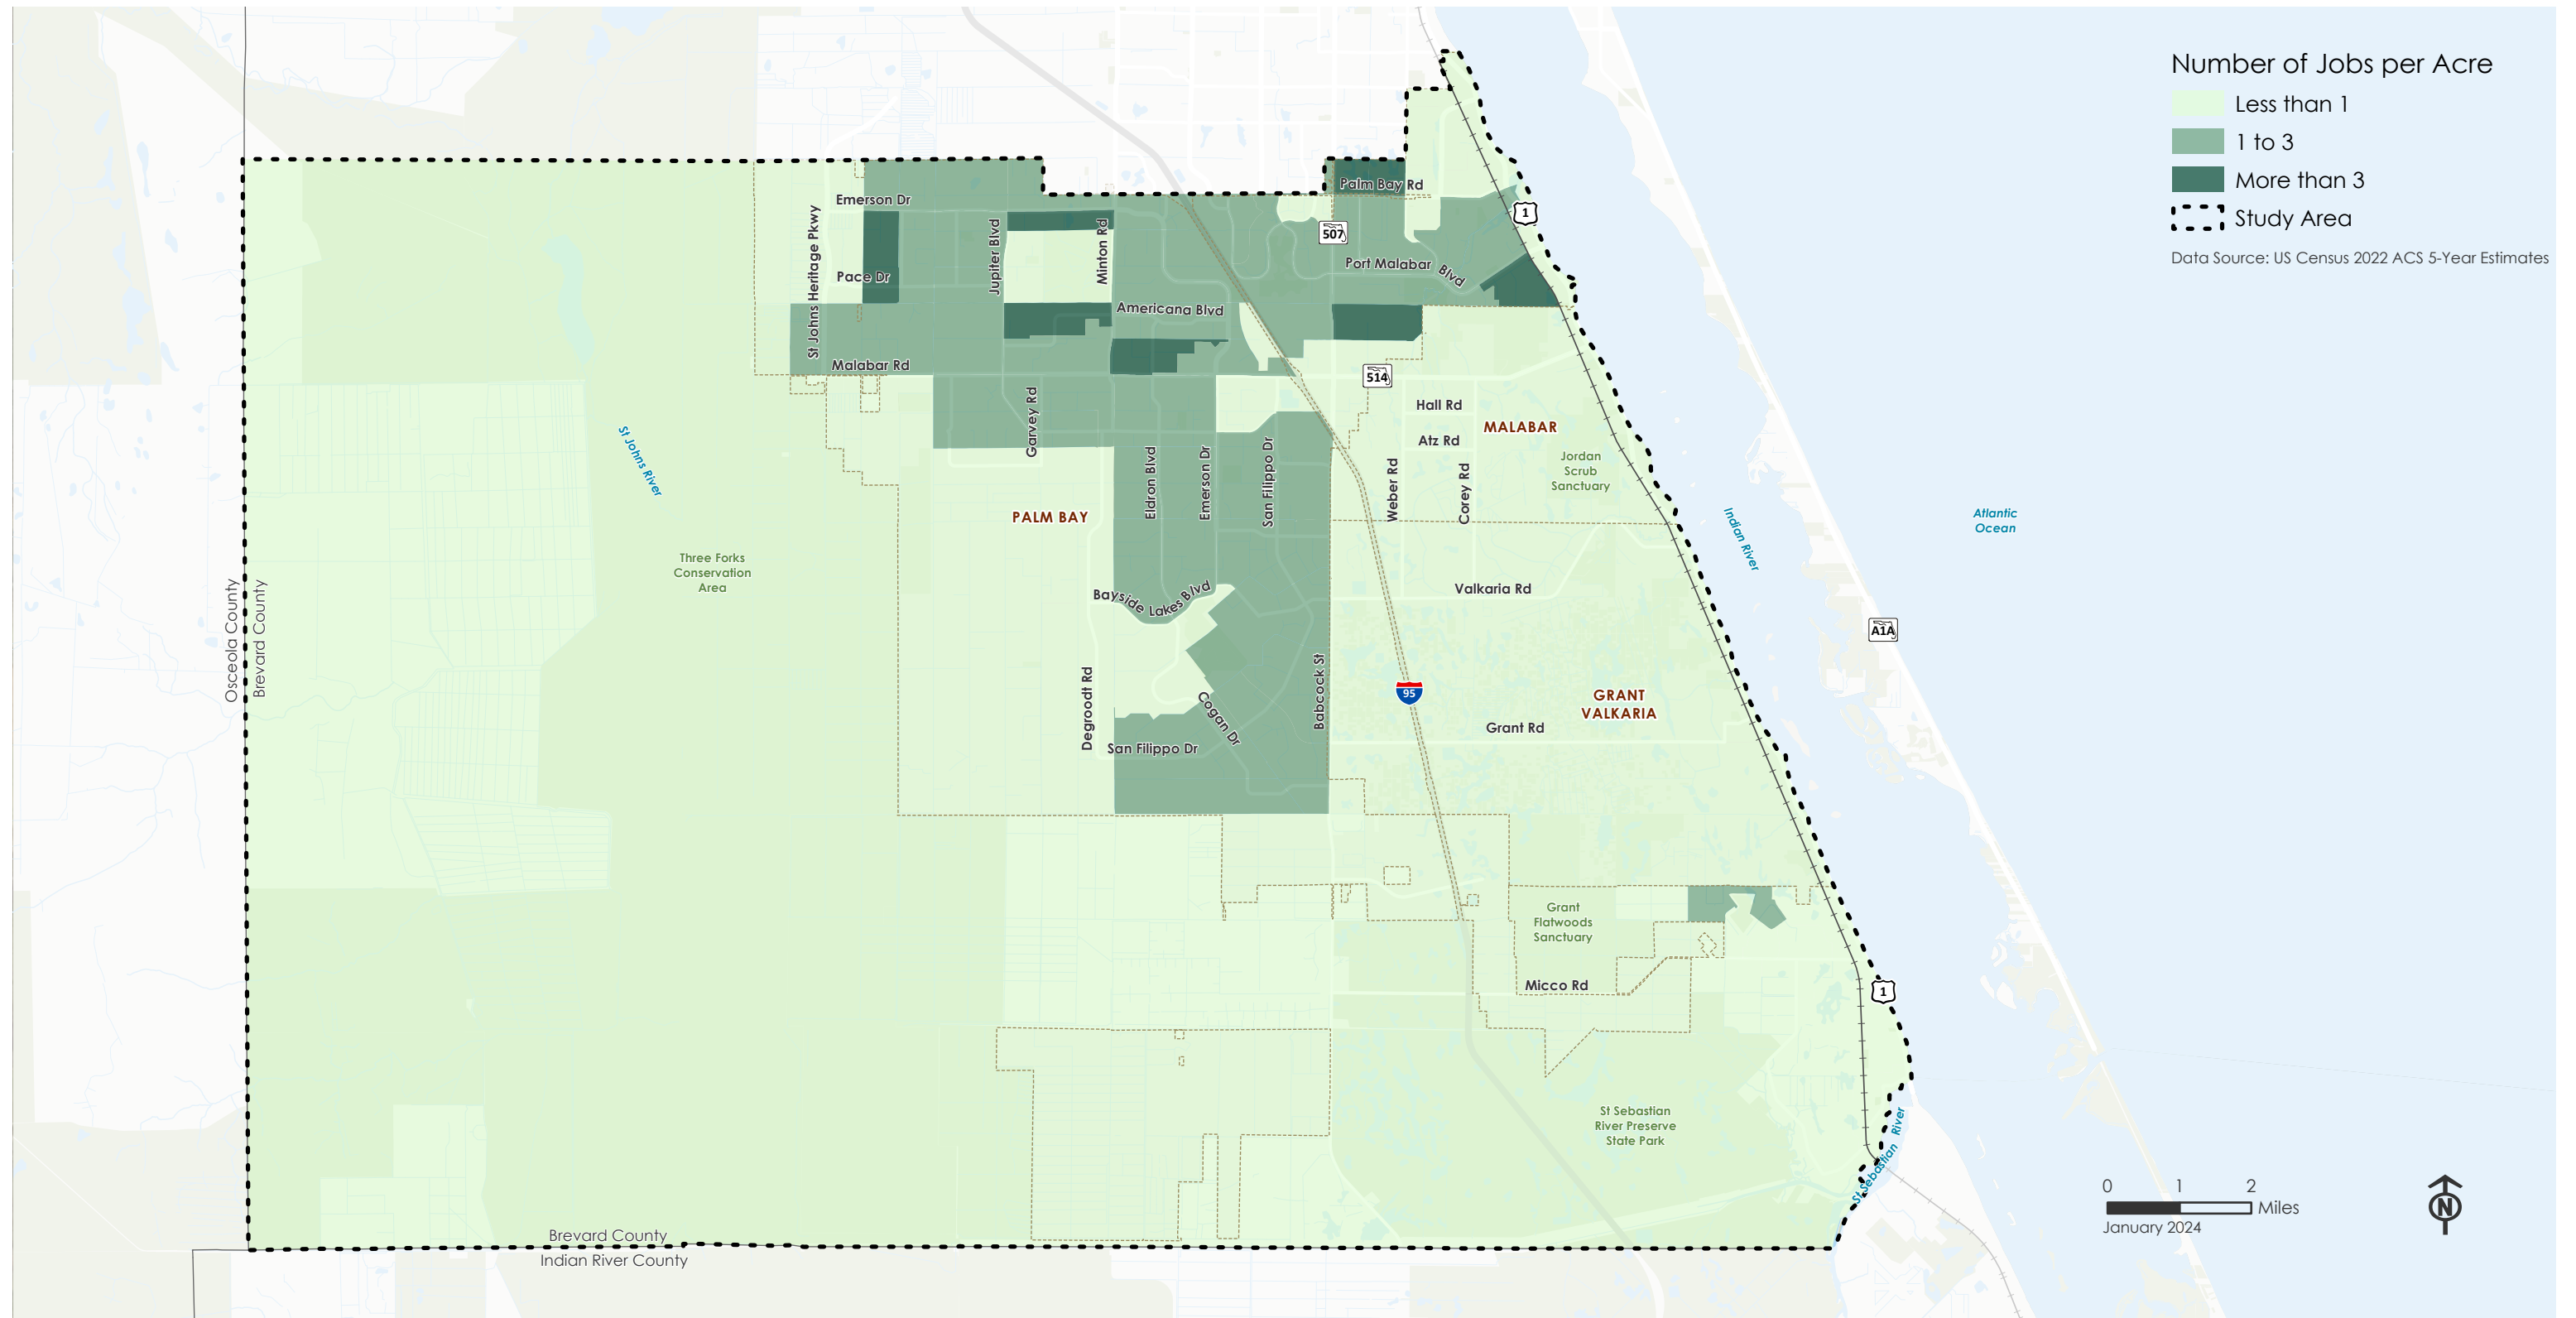 Number of Jobs per Acre
Less than 1
1 to 3
More than 3
Study Area
Data Source: US Census 2022 ACS 5-Year Estimates
Palm Bay Rd
Emerson Dr
1
507
St Johns Heritage Pkwy
Jupiter Blvd
Minton Rd
Port Malabar Blvd
Pace Dr
Americana Blvd
Malabar Rd
514
Hall Rd
MALABAR
Atz Rd
Garvey Rd
St Johns River
Jordan
Scrub
Sanctuary
Eldron Blvd
Emerson Dr
San Filippo Dr
Weber Rd
Corey Rd
PALM BAY
Indian River
Atlantic
Ocean
Three Forks
Conservation
Area
Valkaria Rd
Bayside Lakes Blvd
Osceola County
Brevard County
A1A
Degroodt Rd
Babcock St
95
GRANT
VALKARIA
Cogan Dr
Grant Rd
San Filippo Dr
Grant
Flatwoods
Sanctuary
Micco Rd
1
St Sebastian
River Preserve
State Park
St Sebastian River
0 1 2
Miles
January 2024
N
Brevard County
Indian River County